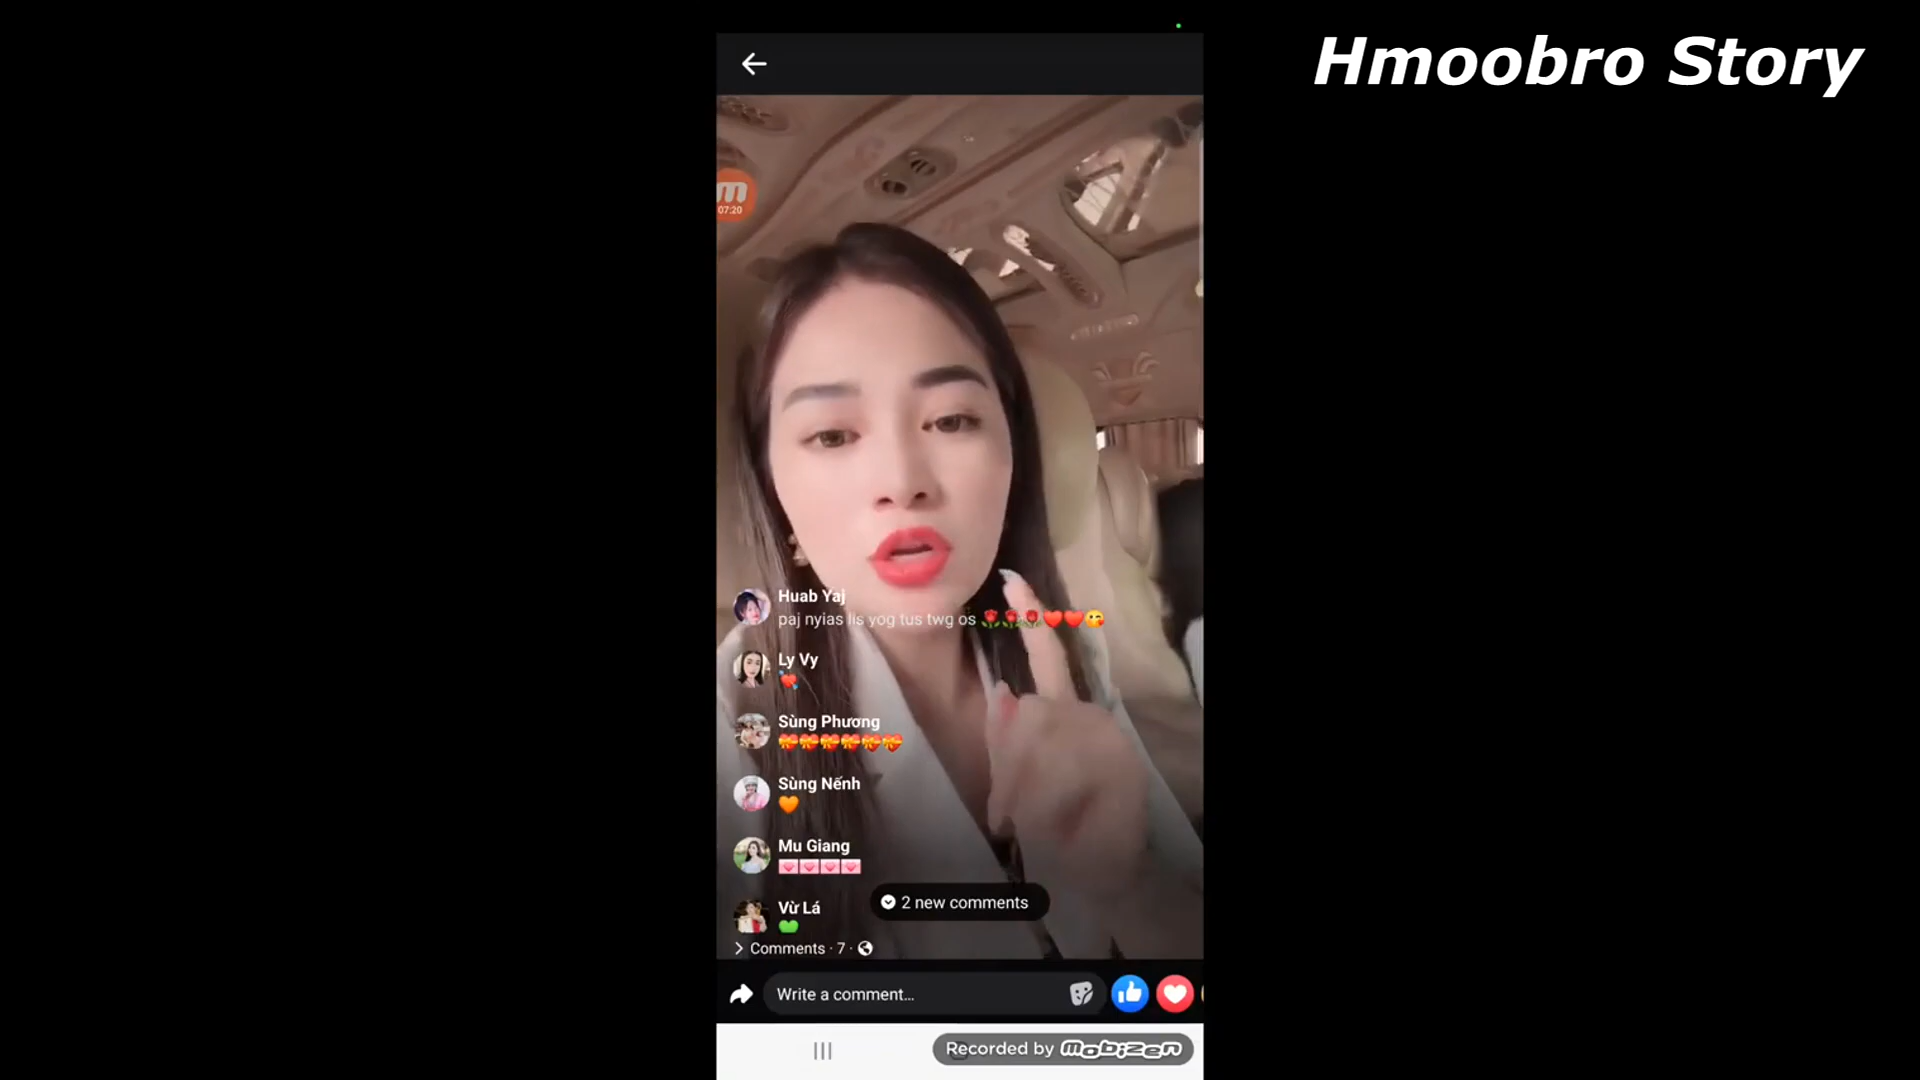 Hmoobro Story
m
07:20
Huab Yaj
paj nyias lis yog tus twg os 🌹🌹🌹❤️❤️😘
Ly Vy
💘
Sùng Phương
💝💝💝💝💝💝
Sùng Nếnh
🧡
Mu Giang
💌💌💌💌
Vừ Lá
💚
2 new comments
Comments · 7 ·
Write a comment...
Recorded by Mobizen